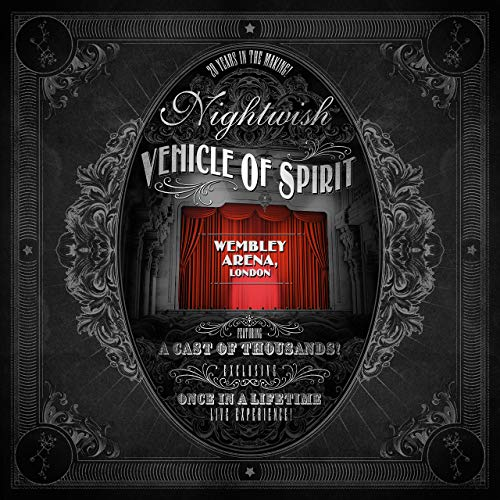 20 YEARS IN THE MAKING!
Nightwish
VEHICLE OF SPIRIT
WEMBLEY
ARENA,
LONDON
FEATURING
A CAST OF THOUSANDS!
EXCLUSING
ONCE IN A LIFETIME
LIVE EXPERIENCE!